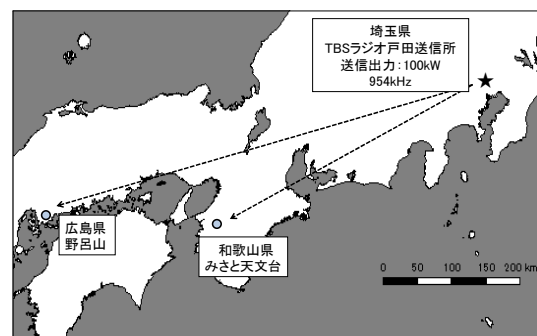 埼玉県
TBSラジオ戸田送信所
送信出力:100kW
954kHz
広島県
野呂山
和歌山県
みさと天文台
0 50 100 150 200 km